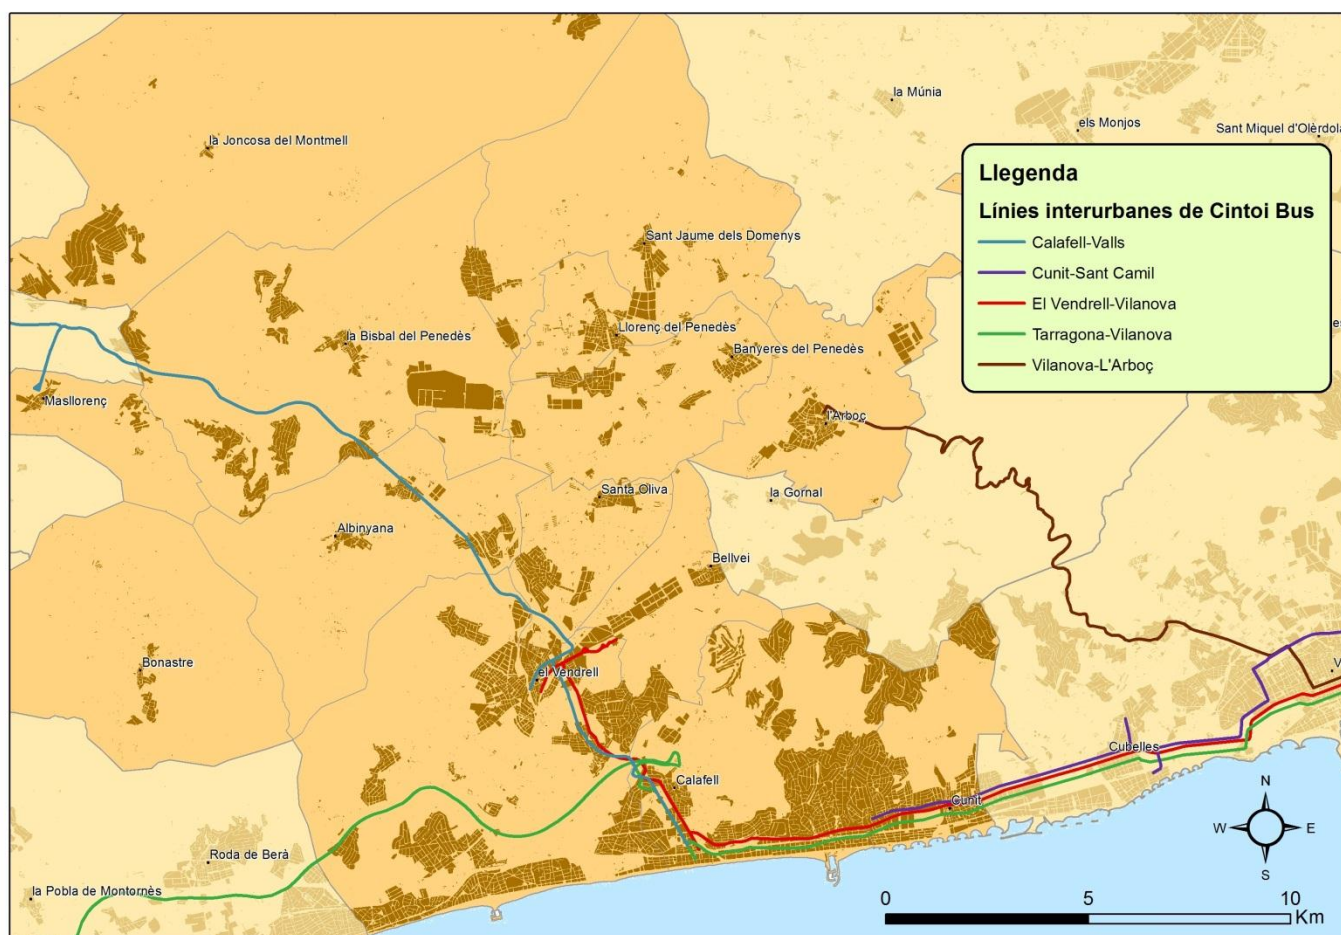 la Múnia
els Monjos
Sant Miquel d'Olèrdola
la Joncosa del Montmell
Llegenda
Línies interurbanes de Cintoi Bus
Calafell-Valls
Cunit-Sant Camil
El Vendrell-Vilanova
Tarragona-Vilanova
Vilanova-L'Arboç
Sant Jaume dels Domenys
la Bisbal del Penedès
Llorenç del Penedès
Banyeres del Penedès
Masllorenç
l'Arboç
Santa Oliva
la Gornal
Albinyana
Bellvei
Bonastre
el Vendrell
V
Cubelles
Calafell
Cunit
N
W
E
S
Roda de Berà
la Pobla de Montornès
0
5
10
Km